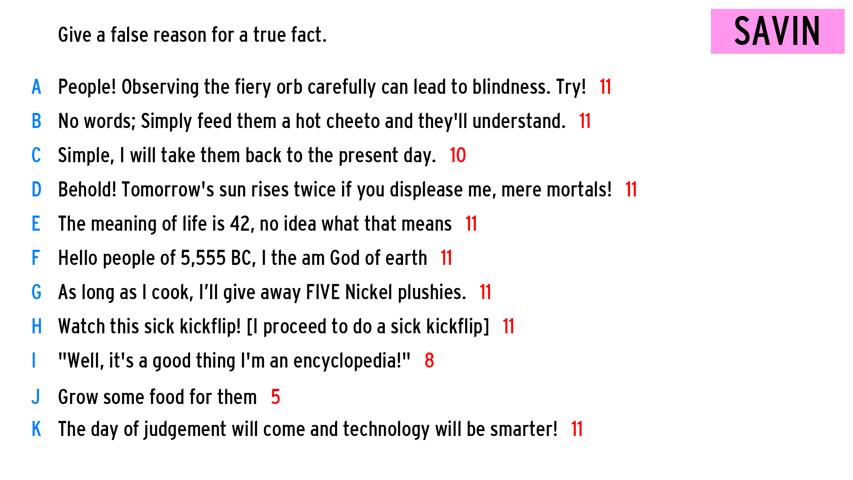 Give a false reason for a true fact.
SAVIN
A People! Observing the fiery orb carefully can lead to blindness. Try! 11
B No words; Simply feed them a hot cheeto and they'll understand. 11
C Simple, I will take them back to the present day. 10
D Behold! Tomorrow's sun rises twice if you displease me, mere mortals! 11
E The meaning of life is 42, no idea what that means 11
F Hello people of 5,555 BC, I the am God of earth 11
G As long as I cook, I'll give away FIVE Nickel plushies. 11
H Watch this sick kickflip! [I proceed to do a sick kickflip] 11
I "Well, it's a good thing I'm an encyclopedia!" 8
J Grow some food for them 5
K The day of judgement will come and technology will be smarter! 11